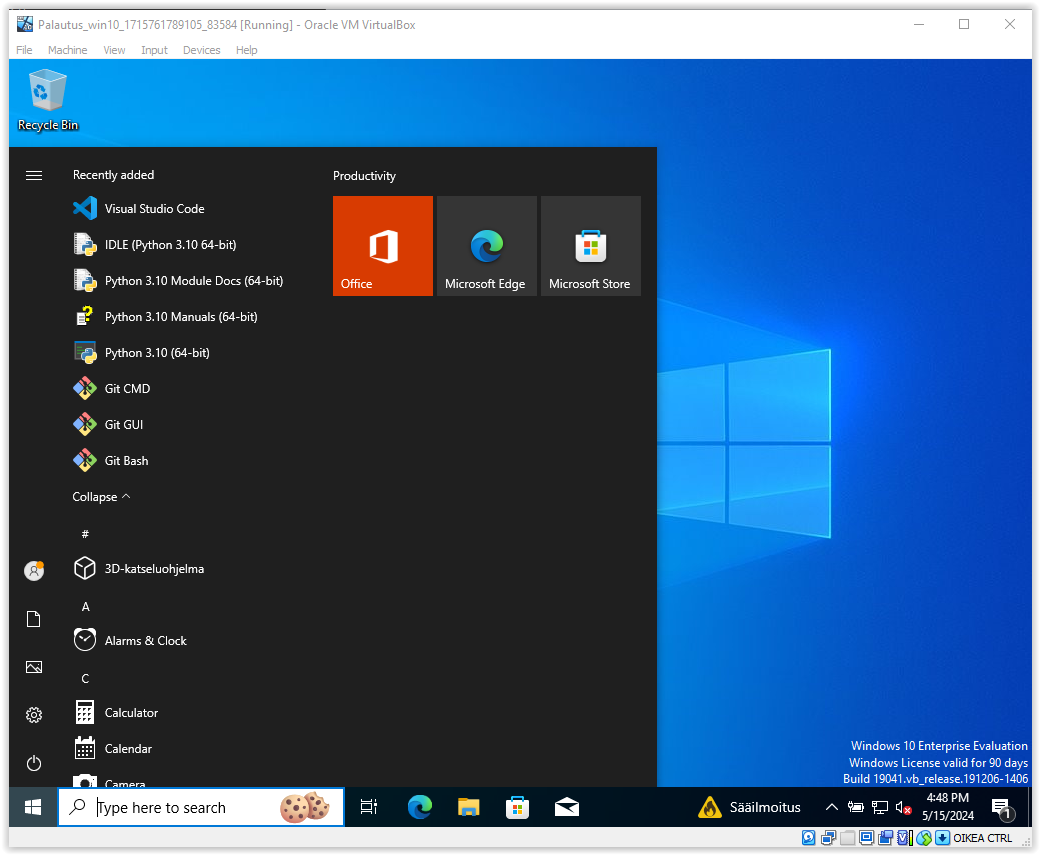 Palautus_win10_1715761789105_83584 [Running] - Oracle VM VirtualBox
File Machine View Input Devices Help
Recycle Bin
Recently added
Visual Studio Code
IDLE (Python 3.10 64-bit)
Python 3.10 Module Docs (64-bit)
Python 3.10 Manuals (64-bit)
Python 3.10 (64-bit)
Git CMD
Git GUI
Git Bash
Collapse
#
3D-katseluohjelma
A
Alarms & Clock
C
Calculator
Calendar
Camera
Productivity
Office
Microsoft Edge
Microsoft Store
Windows 10 Enterprise Evaluation
Windows License valid for 90 days
Build 19041.vb_release.191206-1406
Type here to search
Sääilmoitus
4:48 PM
5/15/2024
1
OIKEA CTRL